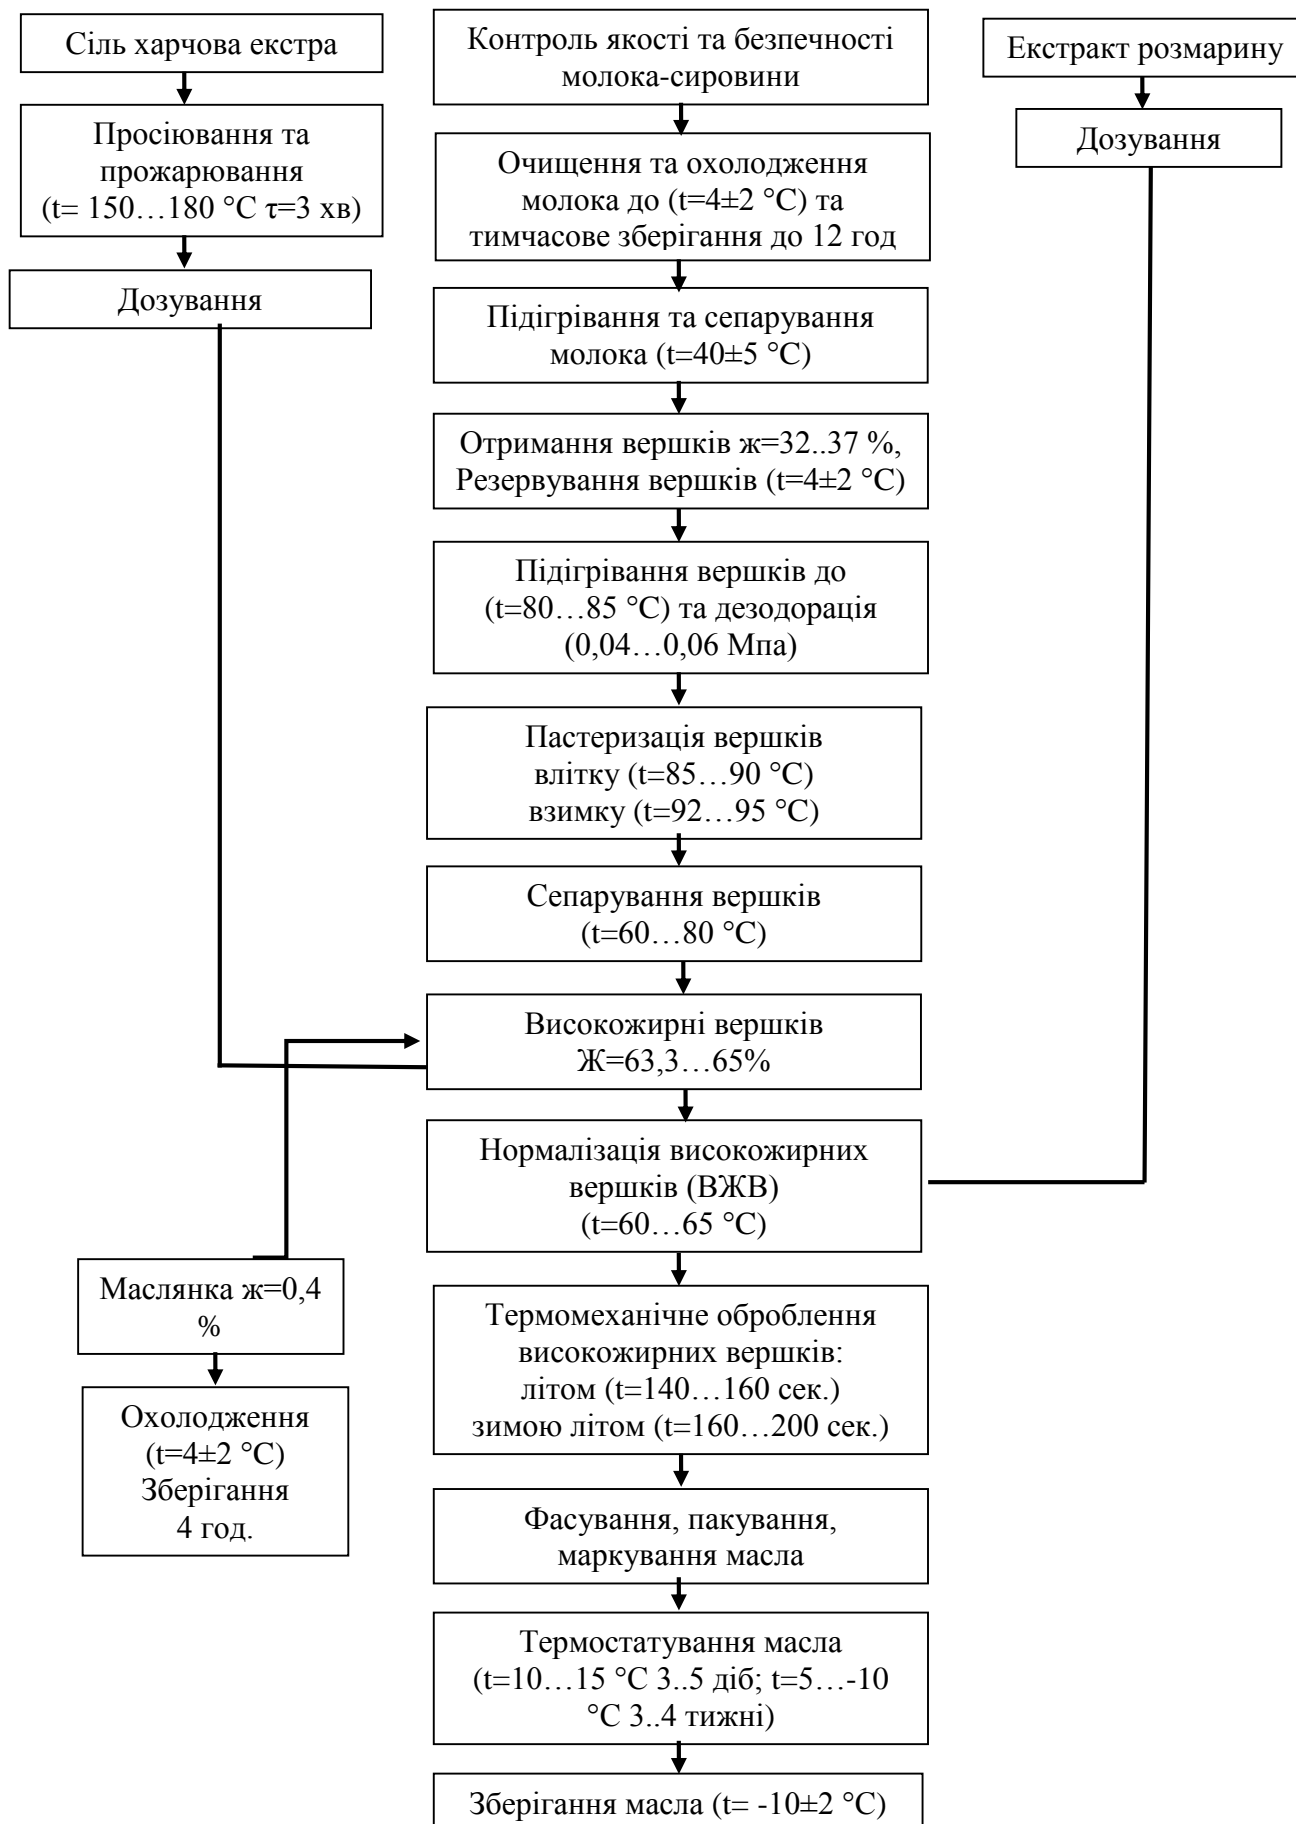 Сіль харчова екстра
Просіювання та
прожарювання
(t= 150…180 °С τ=3 хв)
Дозування
Контроль якості та безпечності
молока-сировини
Очищення та охолодження
молока до (t=4±2 °С) та
тимчасове зберігання до 12 год
Підігрівання та сепарування
молока (t=40±5 °С)
Отримання вершків ж=32..37 %,
Резервування вершків (t=4±2 °С)
Підігрівання вершків до
(t=80…85 °С) та дезодорація
(0,04…0,06 Мпа)
Пастеризація вершків
влітку (t=85…90 °С)
взимку (t=92…95 °С)
Сепарування вершків
(t=60…80 °С)
Високожирні вершків
Ж=63,3…65%
Нормалізація високожирних
вершків (ВЖВ)
(t=60…65 °С)
Термомеханічне оброблення
високожирних вершків:
літом (t=140…160 сек.)
зимою літом (t=160…200 сек.)
Фасування, пакування,
маркування масла
Термостатування масла
(t=10…15 °С 3..5 діб; t=5…-10
°С 3..4 тижні)
Зберігання масла (t= -10±2 °С)
Екстракт розмарину
Дозування
Маслянка ж=0,4
%
Охолодження
(t=4±2 °С)
Зберігання
4 год.